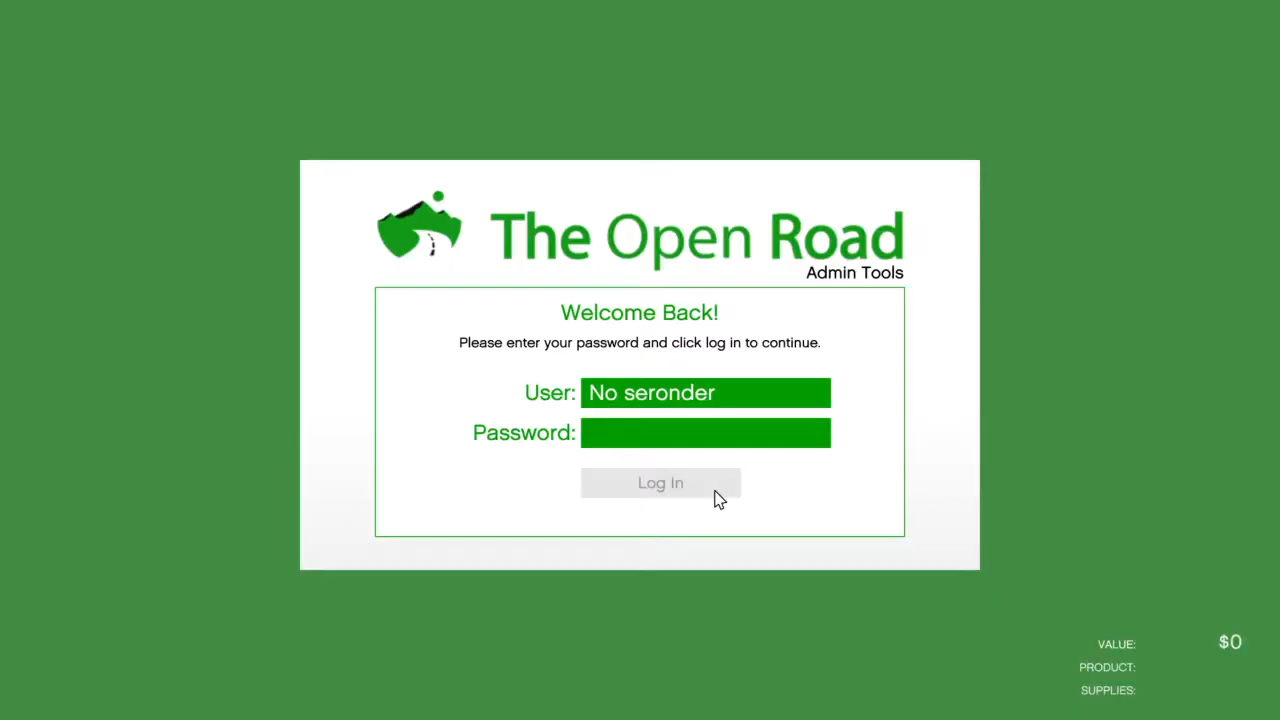 The Open Road
Admin Tools
Welcome Back!
Please enter your password and click log in to continue.
User: No seronder
Password:
Log In
VALUE: $0
PRODUCT:
SUPPLIES: